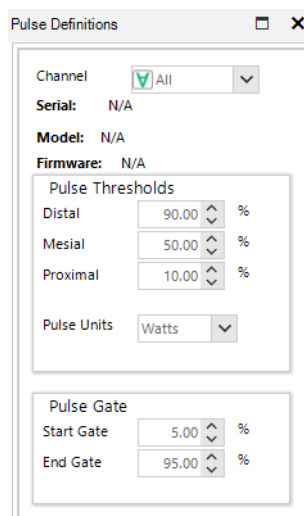 Pulse Definitions
Channel All
Serial: N/A
Model: N/A
Firmware: N/A
Pulse Thresholds
Distal 90.00 %
Mesial 50.00 %
Proximal 10.00 %
Pulse Units Watts
Pulse Gate
Start Gate 5.00 %
End Gate 95.00 %